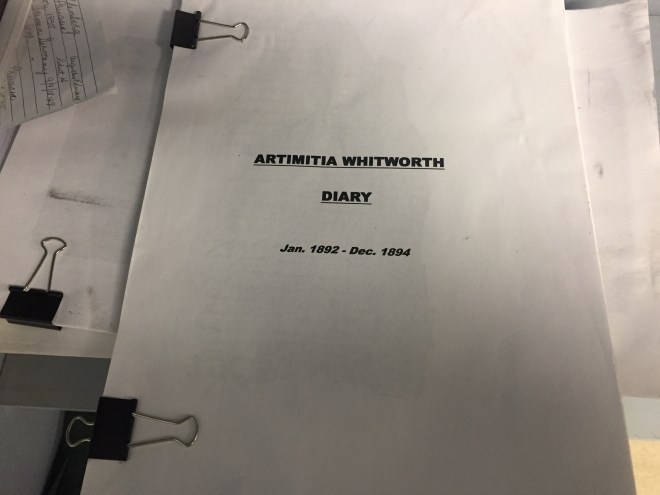 ARTIMITIA WHITWORTH
DIARY
Jan. 1892 - Dec. 1894